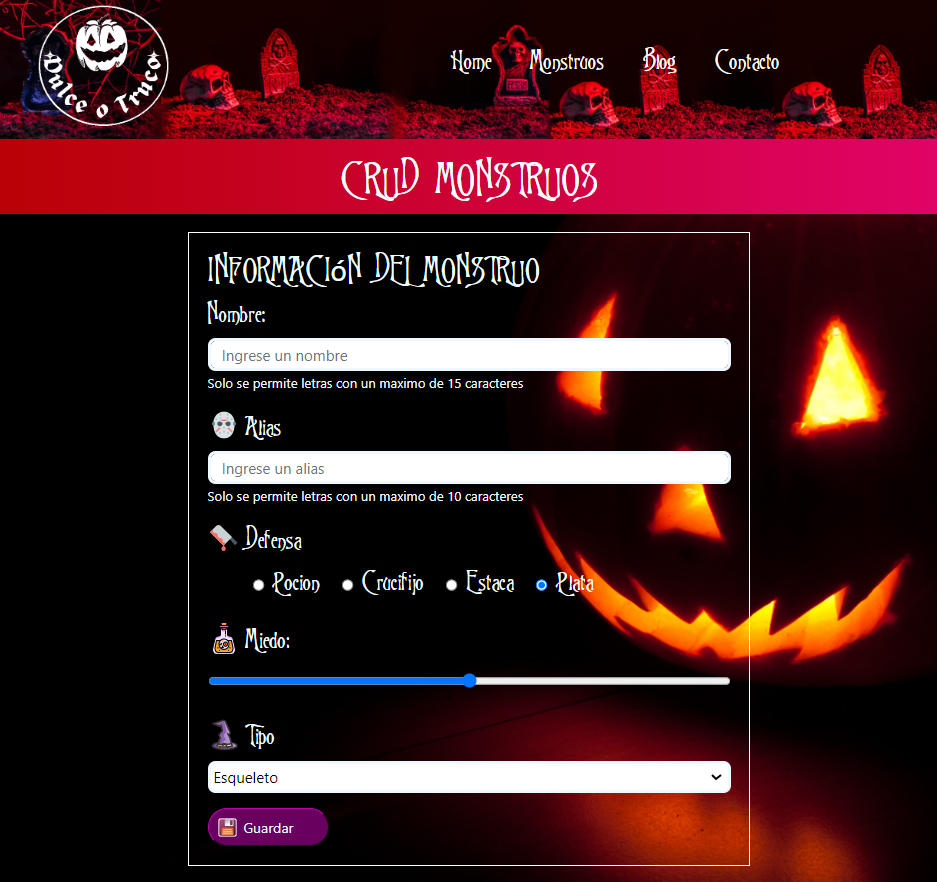 Dulce o Truco
Home Monstruos Blog Contacto
CRUD MONSTRUOS
INFORMACIóN DEL MONSTRUO
Nombre:
Ingrese un nombre
Solo se permite letras con un maximo de 15 caracteres
Alias
Ingrese un alias
Solo se permite letras con un maximo de 10 caracteres
Defensa
Pocion Crucifijo Estaca Plata
Miedo:
Tipo
Esqueleto
Guardar